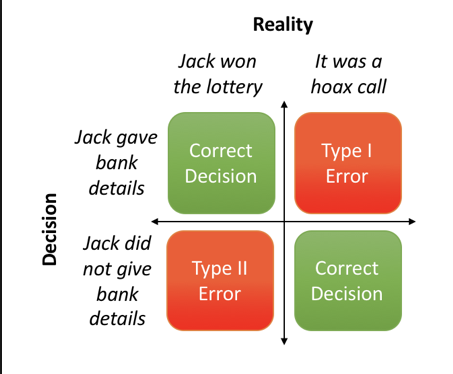 Reality
Jack won
the lottery
It was a
hoax call
Decision
Jack gave
bank
details
Correct
Decision
Type I
Error
Jack did
not give
bank
details
Type II
Error
Correct
Decision